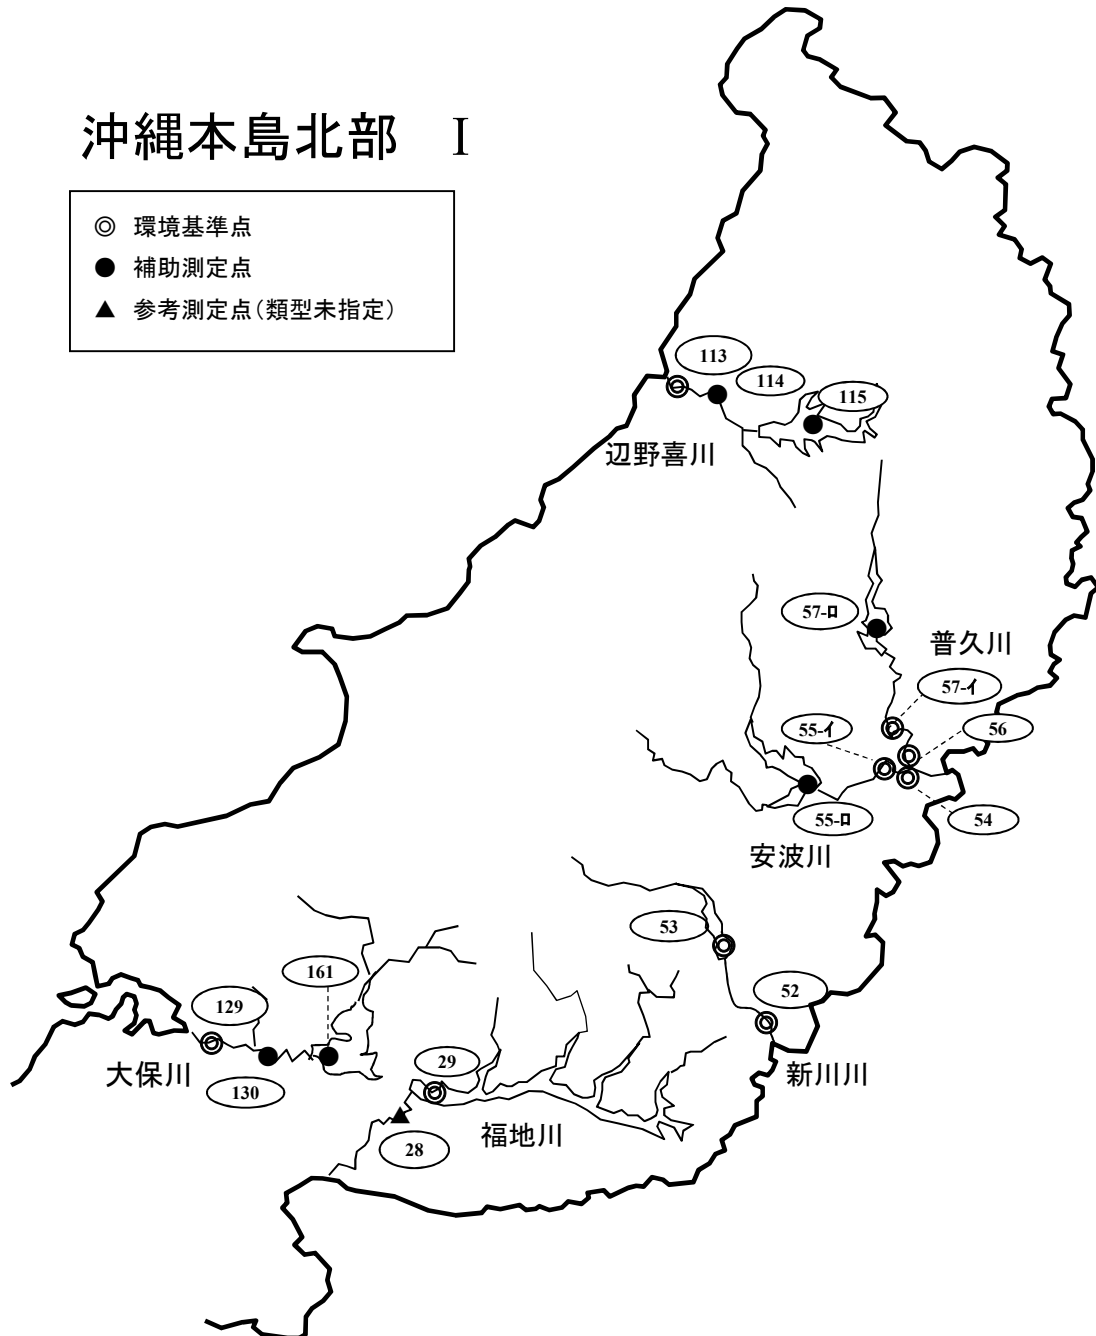 沖縄本島北部 Ⅰ
◎ 環境基準点
● 補助測定点
▲ 参考測定点(類型未指定)
113
114
115
辺野喜川
57-ロ
普久川
57-イ
55-イ
56
55-ロ
54
安波川
53
161
52
129
大保川
130
29
新川川
福地川
28